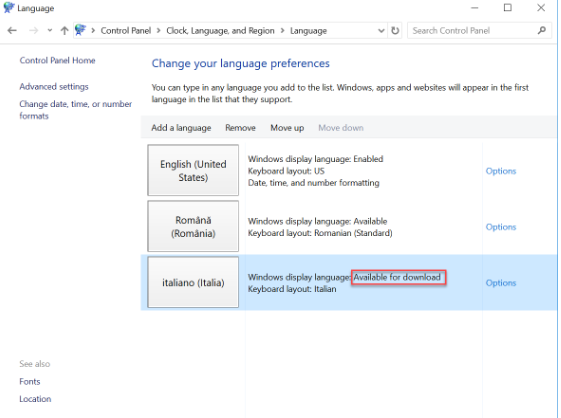 Language
Control Panel > Clock, Language, and Region > Language
Search Control Panel
Control Panel Home
Advanced settings
Change date, time, or number
formats
See also
Fonts
Location
Change your language preferences
You can type in any language you add to the list. Windows, apps and websites will appear in the first
language in the list that they support.
Add a language Remove Move up Move down
English (United
States)
Windows display language: Enabled
Keyboard layout: US
Date, time, and number formatting
Options
Română
(România)
Windows display language: Available
Keyboard layout: Romanian (Standard)
Options
italiano (Italia)
Windows display language: Available for download
Keyboard layout: Italian
Options